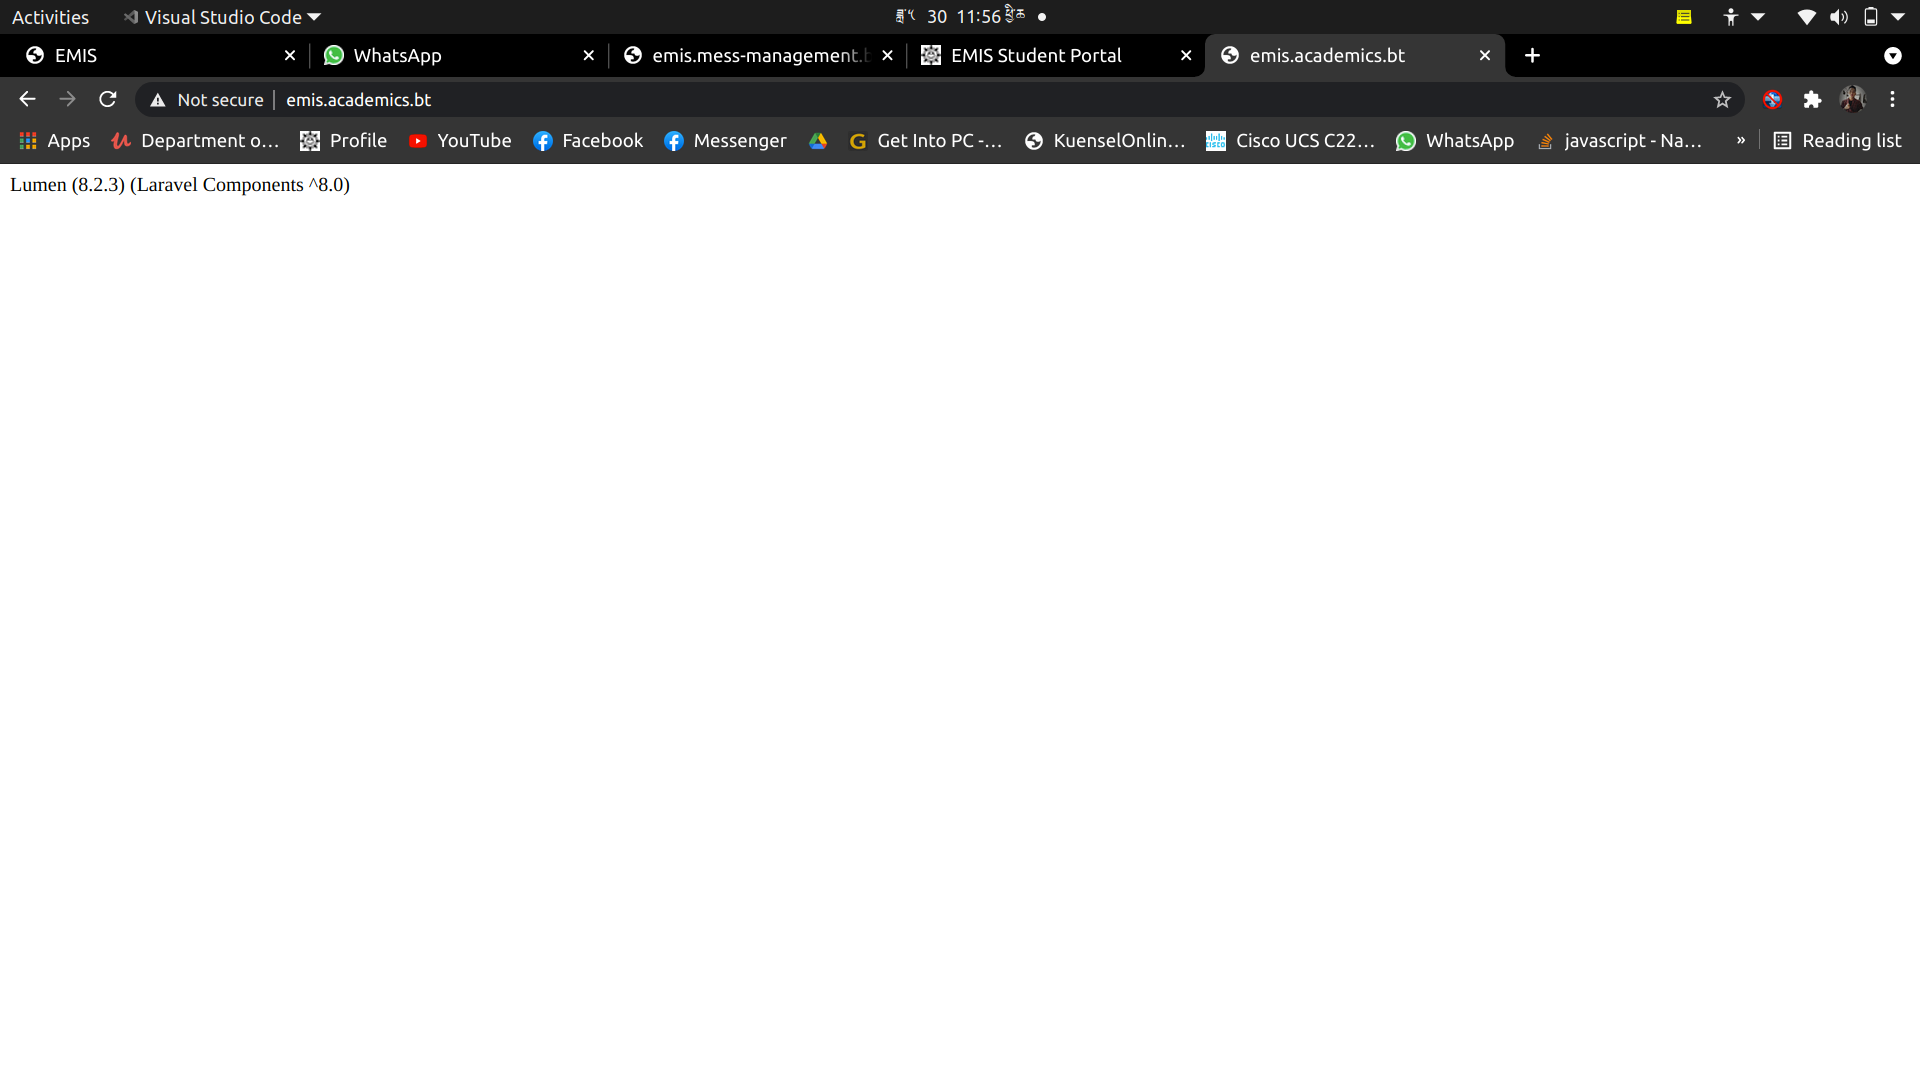 Activities Visual Studio Code 30 11:56
EMIS WhatsApp emis.mess-management.b EMIS Student Portal emis.academics.bt
Not secure emis.academics.bt
Apps Department o... Profile YouTube Facebook Messenger Get Into PC -... KuenselOnlin... Cisco UCS C22... WhatsApp javascript - Na... » Reading list
Lumen (8.2.3) (Laravel Components ^8.0)